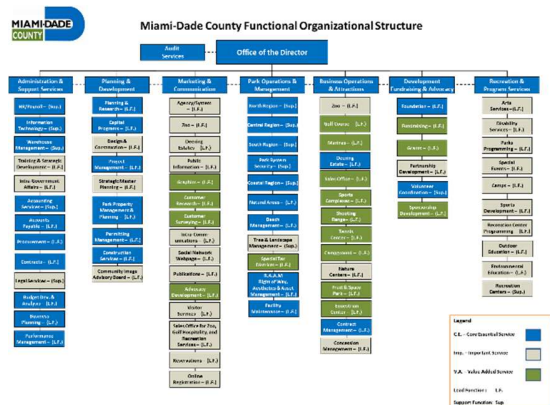 MIAMI-DADE
COUNTY
Miami-Dade County Functional Organizational Structure
Audit
Services
Office of the Director
Administration &
Support Services
Planning &
Development
Marketing &
Communication
Park Operations &
Management
Business Operations
& Attractions
Development
Fundraising & Advocacy
Recreation &
Program Services
HR/Payroll – (Sup.)
Information
Technology – (Sup.)
Warehouse
Management – (Sup.)
Training & Strategic
Development – (L.F.)
Intra-Government
Affairs – (L.F.)
Accounting
Services – (Sup.)
Accounts
Payable – (L.F.)
Procurement – (L.F.)
Contracts – (L.F.)
Legal Services – (Sup.)
Budget Dev. &
Analysis – (L.F.)
Business
Planning – (L.F.)
Performance
Management – (L.F.)
Planning &
Research – (L.F.)
Capital
Programs – (L.F.)
Design &
Construction – (L.F.)
Project
Management – (L.F.)
Strategic Master
Planning – (L.F.)
Park Property
Management &
Planning – (L.F.)
Permitting
Management – (L.F.)
Construction
Services – (L.F.)
Community Image
Advisory Board – (L.F.)
Agency/System
– (L.F.)
Zoo – (L.F.)
Deering
Estates – (L.F.)
Public
Information – (L.F.)
Customer
Research – (L.F.)
Customer
Surveying – (L.F.)
Social Network
Webpages – (L.F.)
Publications – (L.F.)
Advocacy
Development – (L.F.)
Visitor
Services – (L.F.)
Sales Office for Zoo,
Golf Hospitality, and
Recreation
Services – (L.F.)
Reservations – (L.F.)
Online
Registration – (L.F.)
North Region – (Sup.)
Central Region – (Sup.)
South Region – (Sup.)
Park System
Security – (Sup.)
Coastal Region – (Sup.)
Natural Areas – (L.F.)
Beach
Management – (L.F.)
Tree & Landscape
Management – (Sup.)
Special Tax
Districts – (L.F.)
R.A.A.M
Right of Way,
Aesthetics & Asset
Management – (L.F.)
Facility
Maintenance – (L.F.)
Zoo – (L.F.)
Golf Courses – (L.F.)
Marinas – (L.F.)
Deering
Estate – (L.F.)
Sales Office – (L.F.)
Sports
Complexes – (L.F.)
Shooting
Range – (L.F.)
Tennis
Center – (L.F.)
Campgrounds – (L.F.)
Nature
Centers – (L.F.)
Fruit & Spice
Park – (L.F.)
Equestrian
Center – (L.F.)
Contract
Management – (L.F.)
Concession
Management – (L.F.)
Foundation – (L.F.)
Fundraising – (L.F.)
Grants – (L.F.)
Partnership
Development – (L.F.)
Volunteer
Coordination – (Sup.)
Sponsorship
Development – (L.F.)
Arts
Services – (L.F.)
Disability
Services – (L.F.)
Parks
Programming – (L.F.)
Special
Events – (L.F.)
Camps – (L.F.)
Sports
Development – (L.F.)
Recreation Center
Programming – (L.F.)
Outdoor
Education – (L.F.)
Environmental
Education – (L.F.)
Recreation
Centers – (Sup.)
Legend
C.E. – Core Essential Service
Imp. – Important Service
V.A. – Value Added Service
Lead Function: L.F.
Support Function: Sup